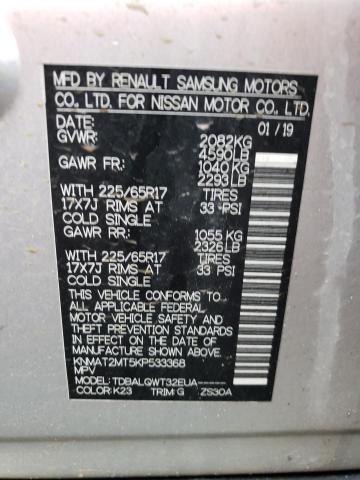 MFD BY RENAULT SAMSUNG MOTORS
CO., LTD. FOR NISSAN MOTOR CO., LTD.
DATE: 01/19
GVWR: 2082KG
4590LB
GAWR FR: 1040 KG
2293LB
WITH 225/65R17 TIRES
17X7J RIMS AT 33 PSI
COLD SINGLE
GAWR RR: 1055 KG
2326LB
WITH 225/65R17 TIRES
17X7J RIMS AT 33 PSI
COLD SINGLE
THIS VEHICLE CONFORMS TO
ALL APPLICABLE FEDERAL
MOTOR VEHICLE SAFETY AND
THEFT PREVENTION STANDARDS
IN EFFECT ON THE DATE OF
MANUFACTURE SHOWN ABOVE.
KNMAT2MT5KP533368
MPV
MODEL: TDBALQWT32EUA-----
COLOR: K23 TRIM: G ZS30A